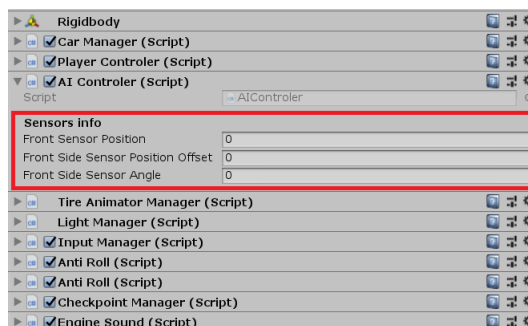 Rigidbody
Car Manager (Script)
Player Controler (Script)
AI Controler (Script)
Script AIControler
Sensors info
Front Sensor Position 0
Front Side Sensor Position Offset 0
Front Side Sensor Angle 0
Tire Animator Manager (Script)
Light Manager (Script)
Input Manager (Script)
Anti Roll (Script)
Anti Roll (Script)
Checkpoint Manager (Script)
Engine Sound (Script)